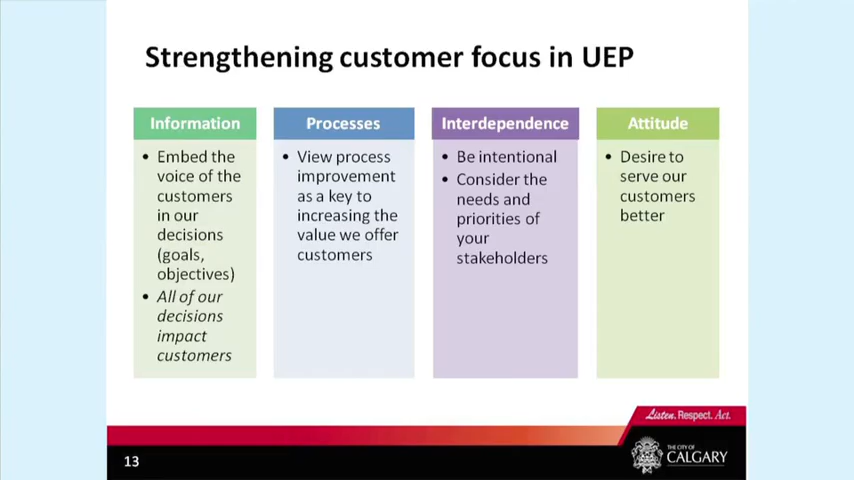 Strengthening customer focus in UEP
Information
• Embed the
voice of the
customers
in our
decisions
(goals,
objectives)
• All of our
decisions
impact
customers
Processes
• View process
improvement
as a key to
increasing the
value we offer
customers
Interdependence
• Be intentional
• Consider the
needs and
priorities of
your
stakeholders
Attitude
• Desire to
serve our
customers
better
Listen. Respect. Act.
13
THE CITY OF
CALGARY